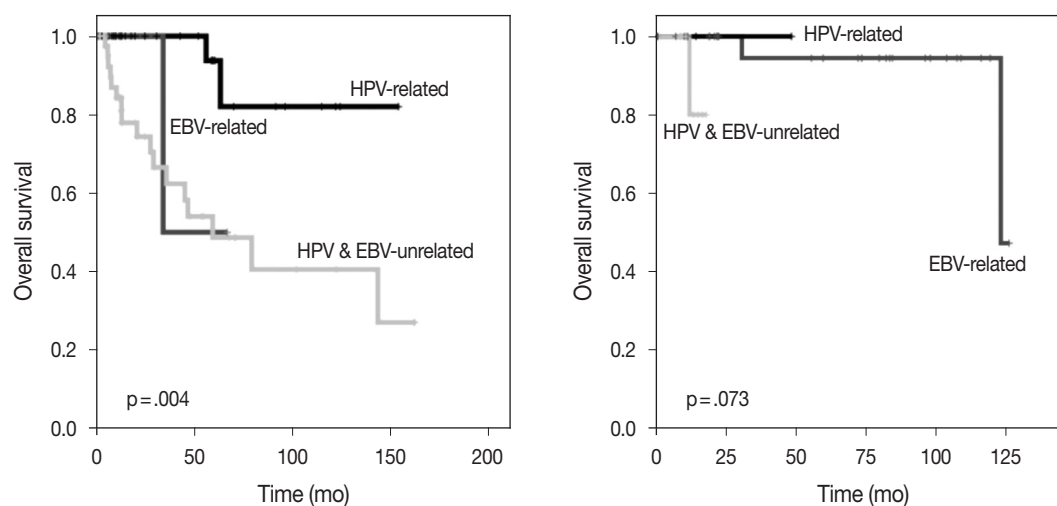 Overall survival
1.0
0.8
0.6
0.4
0.2
0.0
HPV-related
EBV-related
HPV & EBV-unrelated
p=.004
0 50 100 150 200
Time (mo)
Overall survival
1.0
0.8
0.6
0.4
0.2
0.0
HPV-related
HPV & EBV-unrelated
EBV-related
p=.073
0 25 50 75 100 125
Time (mo)